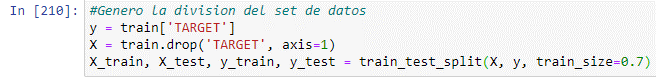 In [210]: #Genero la division del set de datos
y = train['TARGET']
X = train.drop('TARGET', axis=1)
X_train, X_test, y_train, y_test = train_test_split(X, y, train_size=0.7)